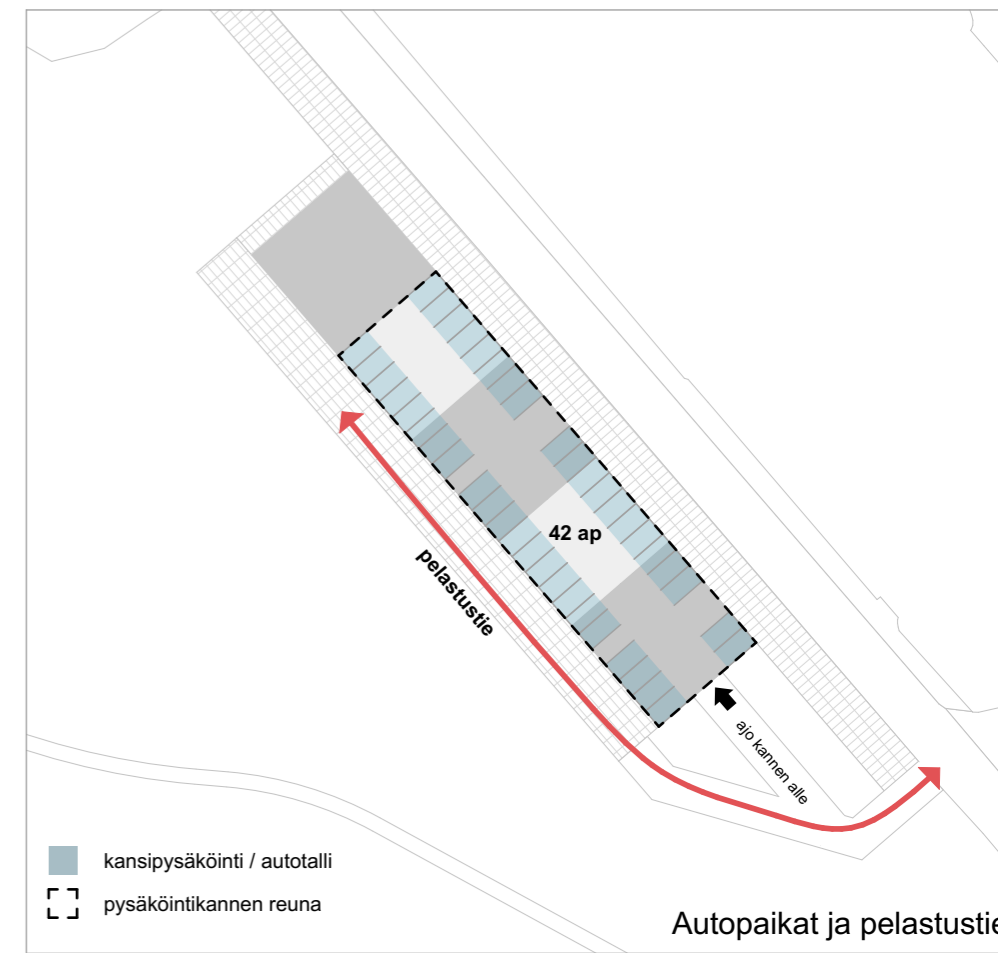 42 ap
pelastustie
ajo kannen alle
kansipysäköinti / autotalli
pysäköintikannen reuna
Autopaikat ja pelastustie